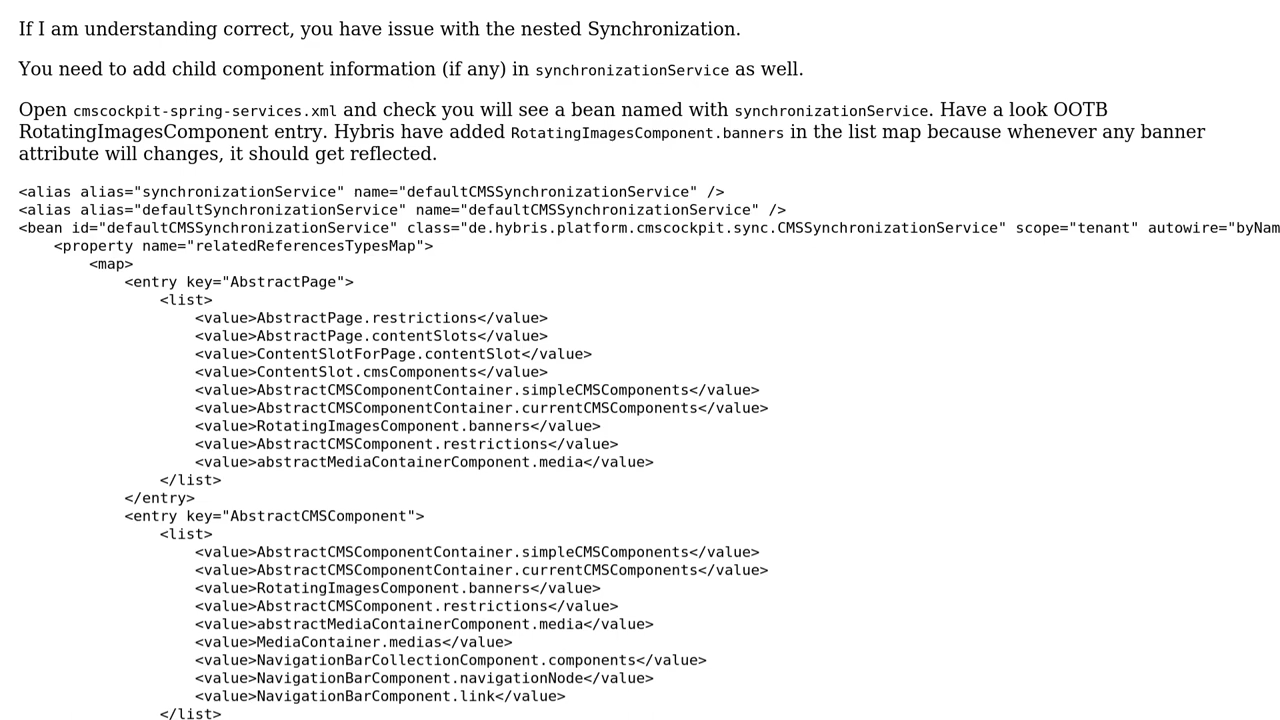 If I am understanding correct, you have issue with the nested Synchronization.
You need to add child component information (if any) in synchronizationService as well.
Open cmscockpit-spring-services.xml and check you will see a bean named with synchronizationService. Have a look OOTB
RotatingImagesComponent entry. Hybris have added RotatingImagesComponent.banners in the list map because whenever any banner
attribute will changes, it should get reflected.
<alias alias="synchronizationService" name="defaultCMSSynchronizationService" />
<alias alias="defaultSynchronizationService" name="defaultCMSSynchronizationService" />
<bean id="defaultCMSSynchronizationService" class="de.hybris.platform.cmscockpit.sync.CMSSynchronizationService" scope="tenant" autowire="byNam
    <property name="relatedReferencesTypesMap">
        <map>
            <entry key="AbstractPage">
                <list>
                    <value>AbstractPage.restrictions</value>
                    <value>AbstractPage.contentSlots</value>
                    <value>ContentSlotForPage.contentSlot</value>
                    <value>ContentSlot.cmsComponents</value>
                    <value>AbstractCMSComponentContainer.simpleCMSComponents</value>
                    <value>AbstractCMSComponentContainer.currentCMSComponents</value>
                    <value>RotatingImagesComponent.banners</value>
                    <value>AbstractCMSComponent.restrictions</value>
                    <value>abstractMediaContainerComponent.media</value>
                </list>
            </entry>
            <entry key="AbstractCMSComponent">
                <list>
                    <value>AbstractCMSComponentContainer.simpleCMSComponents</value>
                    <value>AbstractCMSComponentContainer.currentCMSComponents</value>
                    <value>RotatingImagesComponent.banners</value>
                    <value>AbstractCMSComponent.restrictions</value>
                    <value>abstractMediaContainerComponent.media</value>
                    <value>MediaContainer.medias</value>
                    <value>NavigationBarCollectionComponent.components</value>
                    <value>NavigationBarComponent.navigationNode</value>
                    <value>NavigationBarComponent.link</value>
                </list>